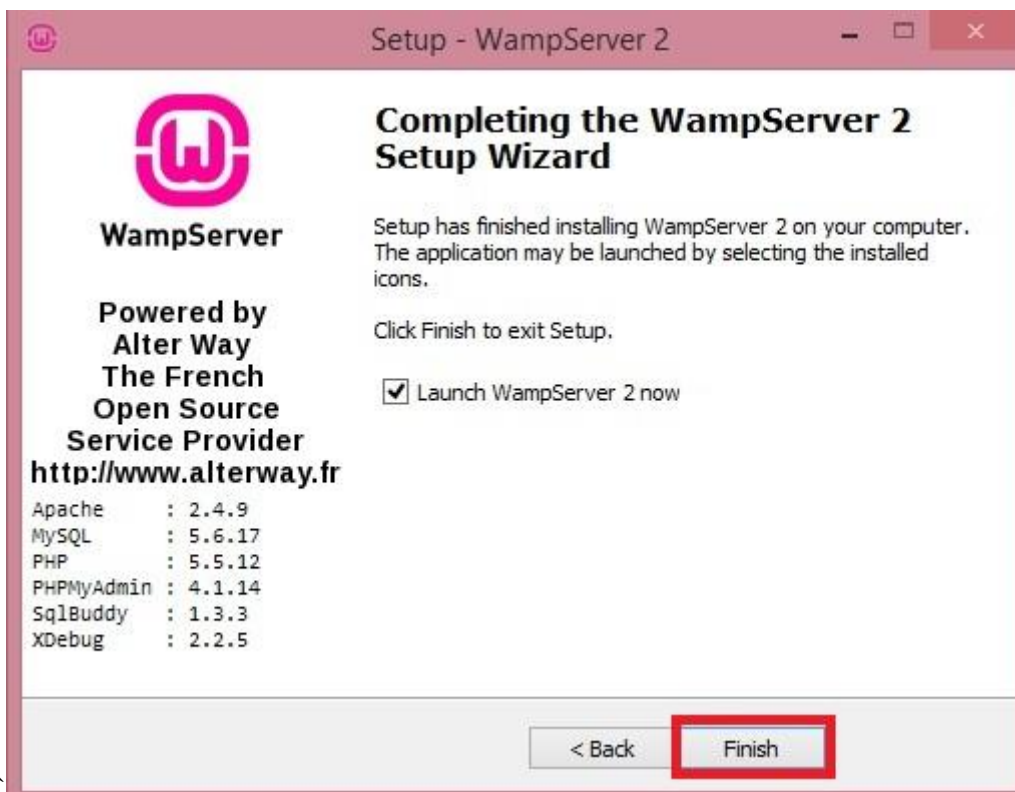 Setup - WampServer 2
WampServer
Powered by
Alter Way
The French
Open Source
Service Provider
http://www.alterway.fr
Apache : 2.4.9
MySQL : 5.6.17
PHP : 5.5.12
PHPMyAdmin : 4.1.14
SqlBuddy : 1.3.3
XDebug : 2.2.5
Completing the WampServer 2
Setup Wizard
Setup has finished installing WampServer 2 on your computer.
The application may be launched by selecting the installed
icons.
Click Finish to exit Setup.
Launch WampServer 2 now
< Back
Finish